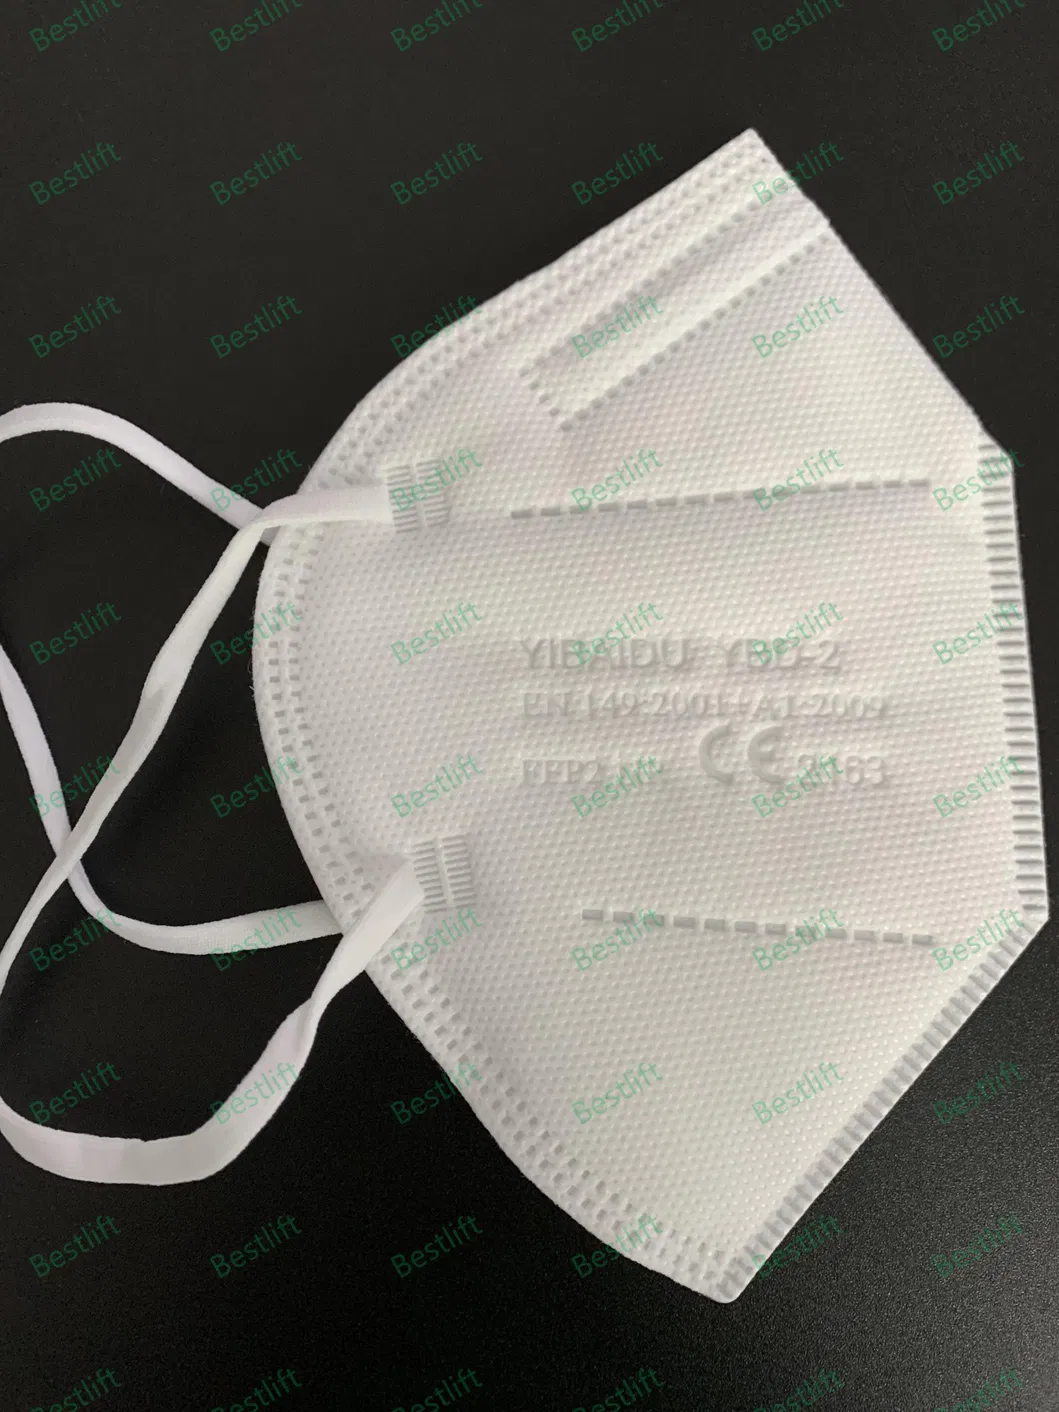 Bestlift
YIBAIDU YBD-2
EN 149:2001+A1:2009
FFP2 NR CE 2163